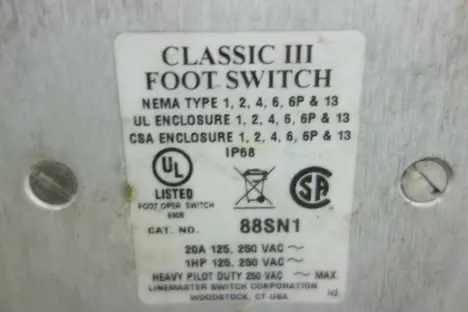 CLASSIC III
FOOT SWITCH
NEMA TYPE 1, 2, 4, 6, 6P & 13
UL ENCLOSURE 1, 2, 4, 6, 6P & 13
CSA ENCLOSURE 1, 2, 4, 6, 6P & 13
IP68
UL
LISTED
FOOT OPER SWITCH
CAT. NO. 88SN1
20A 125, 250 VAC ~
1HP 125, 250 VAC ~
HEAVY PILOT DUTY 250 VAC ~ MAX.
LINEMASTER SWITCH CORPORATION
WOODSTOCK, CT USA